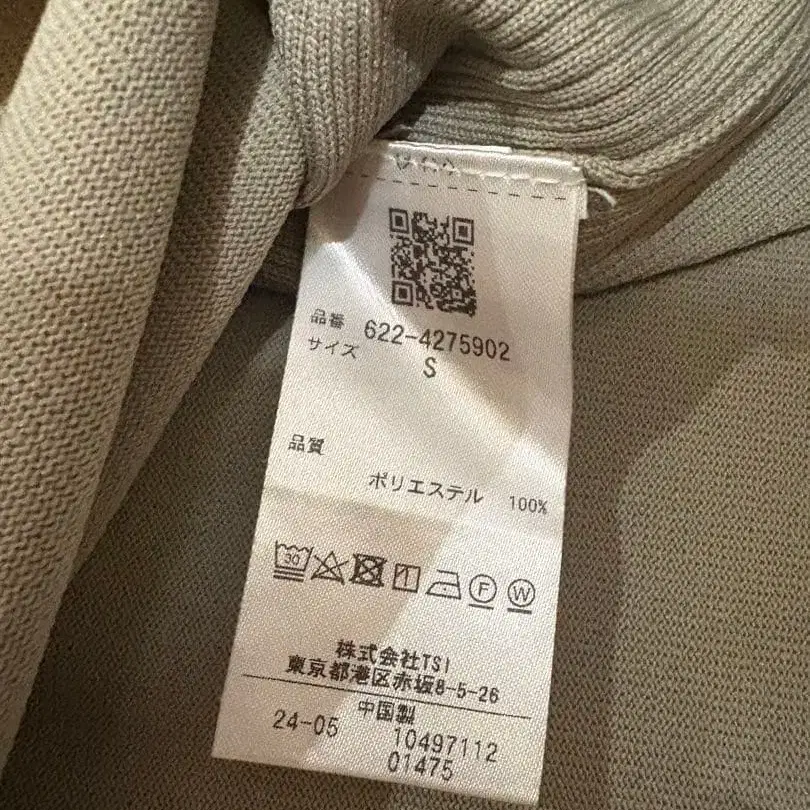 品番 622-4275902
サイズ S
品質
ポリエステル 100%
30
F W
株式会社TSI
東京都港区赤坂8-5-26
中国製
24-05 10497112
01475